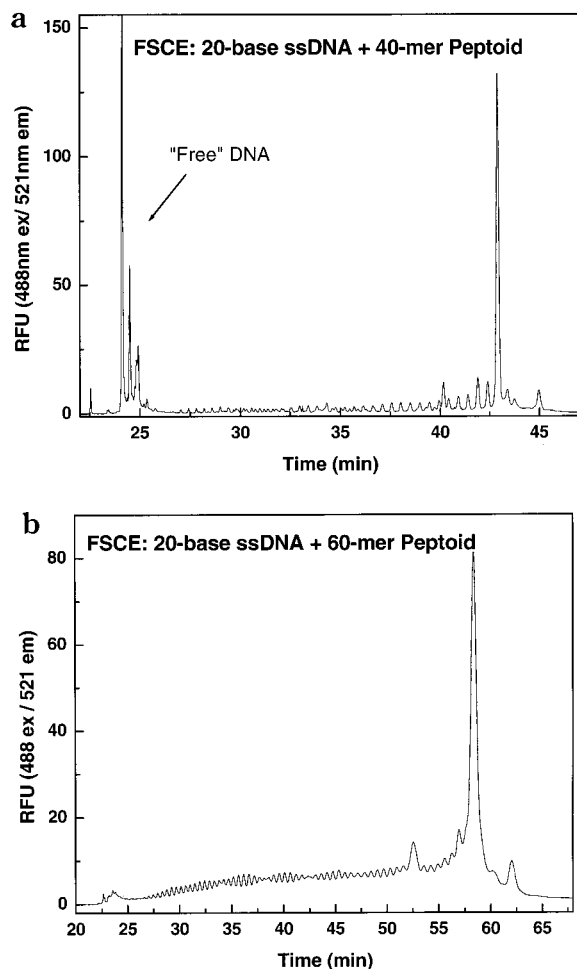 a
FSCE: 20-base ssDNA + 40-mer Peptoid
"Free" DNA
RFU (488nm ex/ 521nm em)
150
100
50
0
25 30 35 40 45
Time (min)
b
FSCE: 20-base ssDNA + 60-mer Peptoid
RFU (488 ex / 521 em)
80
60
40
20
0
20 25 30 35 40 45 50 55 60 65
Time (min)